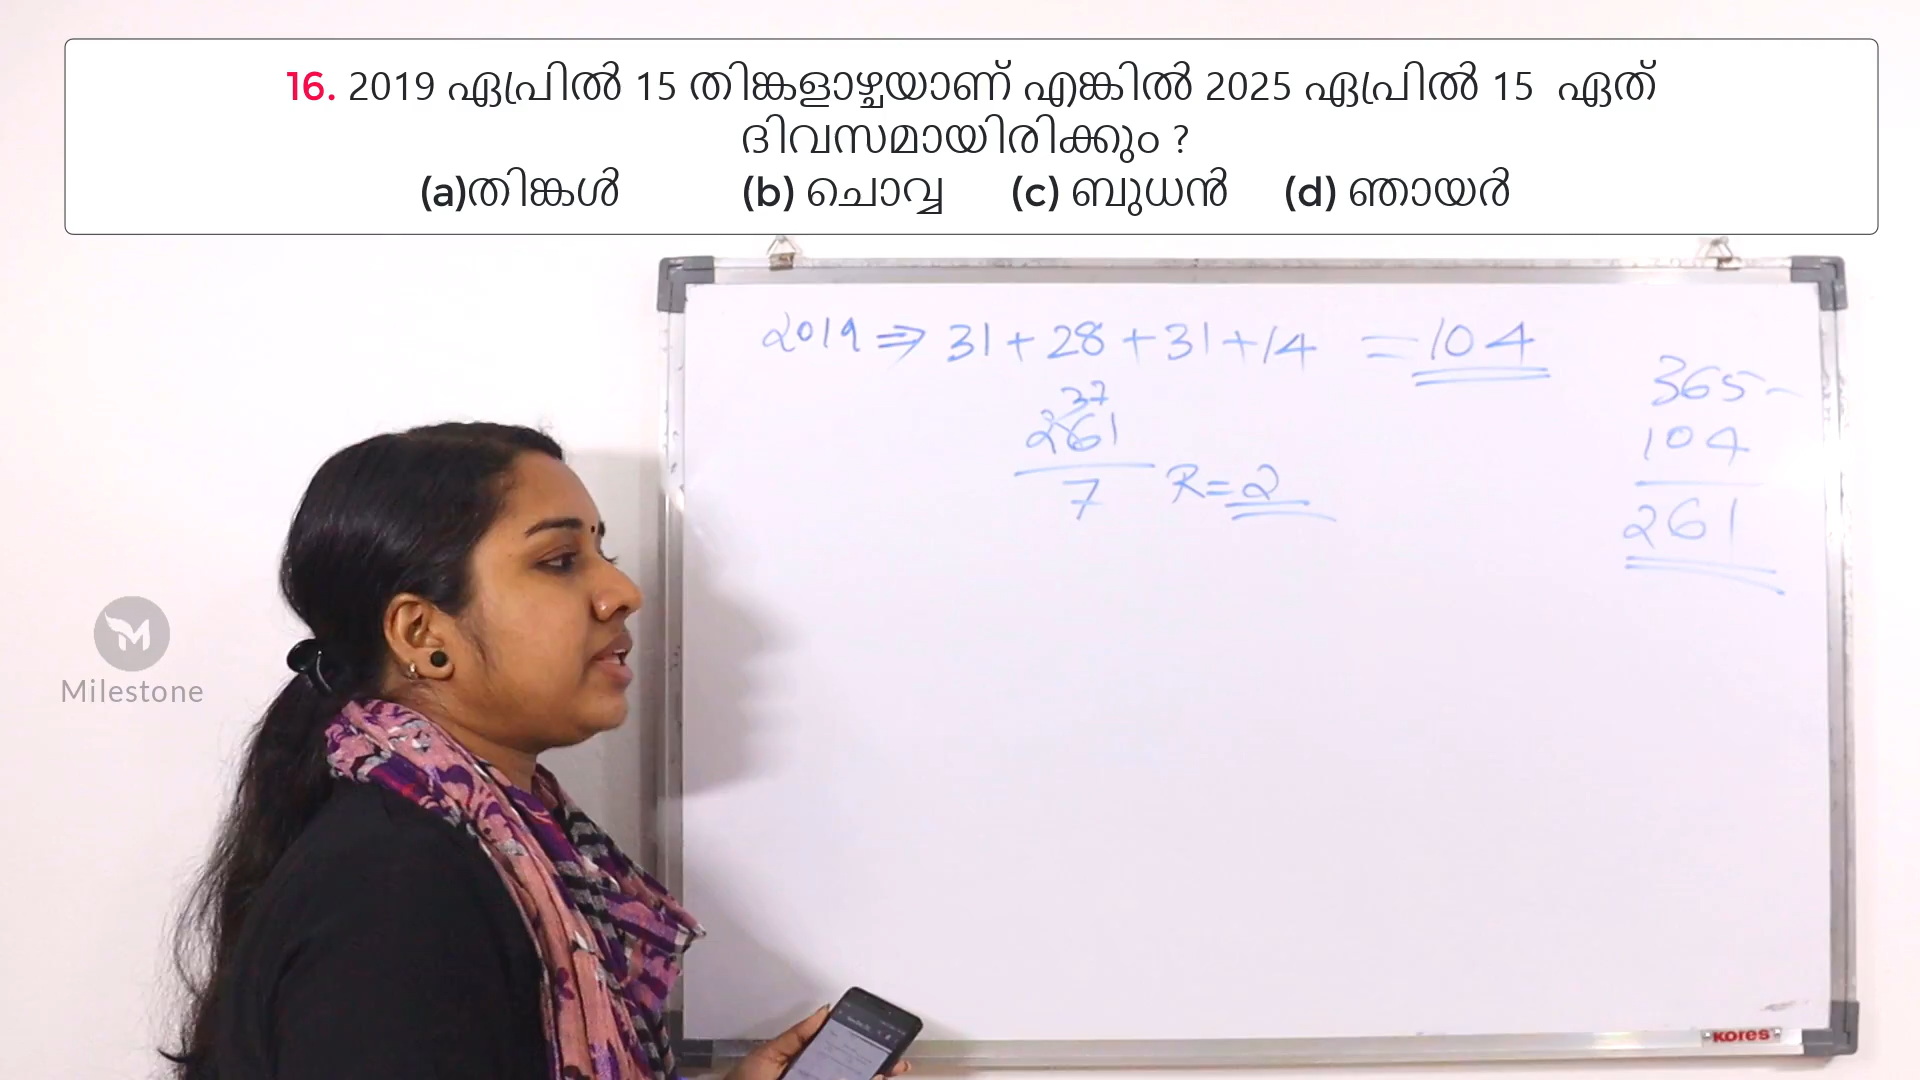 16. 2019 ഏപ്രിൽ 15 തിങ്കളാഴ്ചയാണ് എങ്കിൽ 2025 ഏപ്രിൽ 15 ഏത്
ദിവസമായിരിക്കും ?
(a)തിങ്കൾ (b) ചൊവ്വ (c) ബുധൻ (d) ഞായർ
2019 ⇒ 31 + 28 + 31 + 14 = 104
37
261
7 R = 2
365 -
104
261
Milestone
KOReS